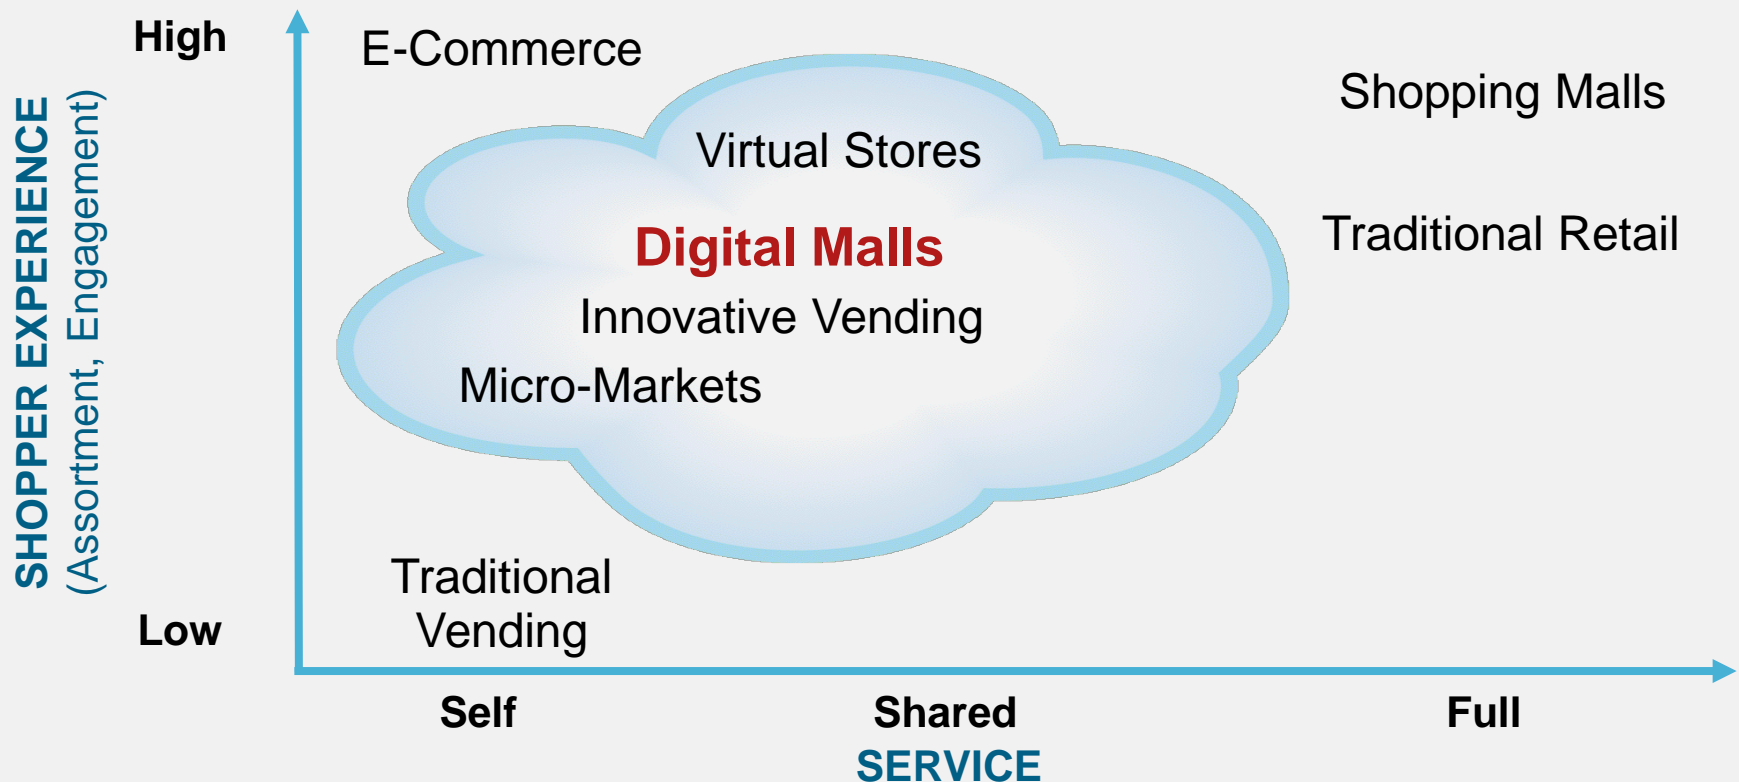 High
E-Commerce
Shopping Malls
Virtual Stores
Traditional Retail
Digital Malls
Innovative Vending
Micro-Markets
SHOPPER EXPERIENCE
(Assortment, Engagement)
Traditional
Vending
Low
Self
Shared
Full
SERVICE